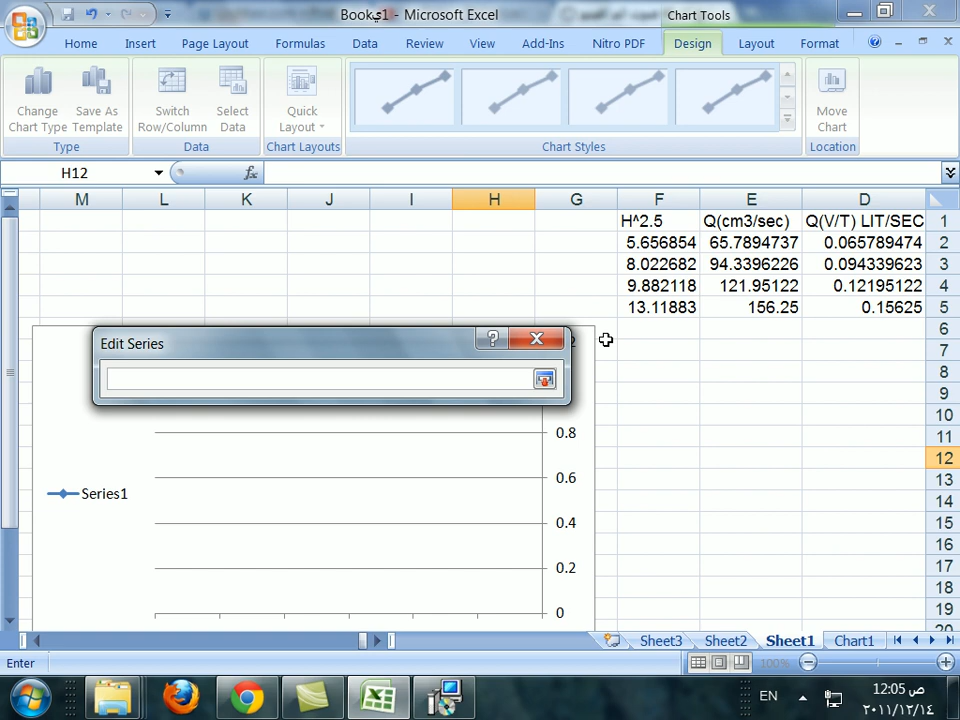 Bookي1 - Microsoft Excel
Chart Tools
Home Insert Page Layout Formulas Data Review View Add-Ins Nitro PDF Design Layout Format
Change Chart Type
Save As Template
Switch Row/Column
Select Data
Quick Layout
Move Chart
Type Data Chart Layouts Chart Styles Location
H12 fx
M L K J I H G F E D
H^2.5 Q(cm3/sec) Q(V/T) LIT/SEC 1
5.656854 65.7894737 0.065789474 2
8.022682 94.3396226 0.094339623 3
9.882118 121.95122 0.12195122 4
13.11883 156.25 0.15625 5
6
7
8
9
10
11
12
13
14
15
16
17
18
19
20
Edit Series
?
2
0.8
0.6
0.4
0.2
0
Series1
Sheet3 Sheet2 Sheet1 Chart1
Enter 100%
EN
12:05 ص
٢٠١١/١٢/١٤